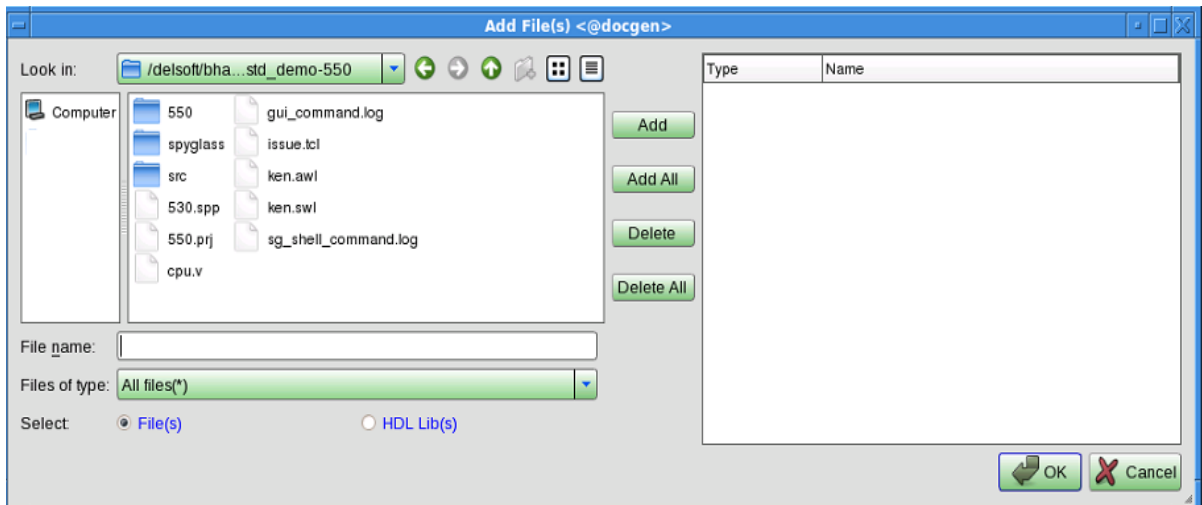 Add File(s) <@docgen>
Look in:
/delsoft/bha...std_demo-550
Computer
550
spyglass
src
530.spp
550.prj
cpu.v
gui_command.log
issue.tcl
ken.awl
ken.swl
sg_shell_command.log
Add
Add All
Delete
Delete All
Type Name
File name:
Files of type: All files(*)
Select: File(s) HDL Lib(s)
OK Cancel